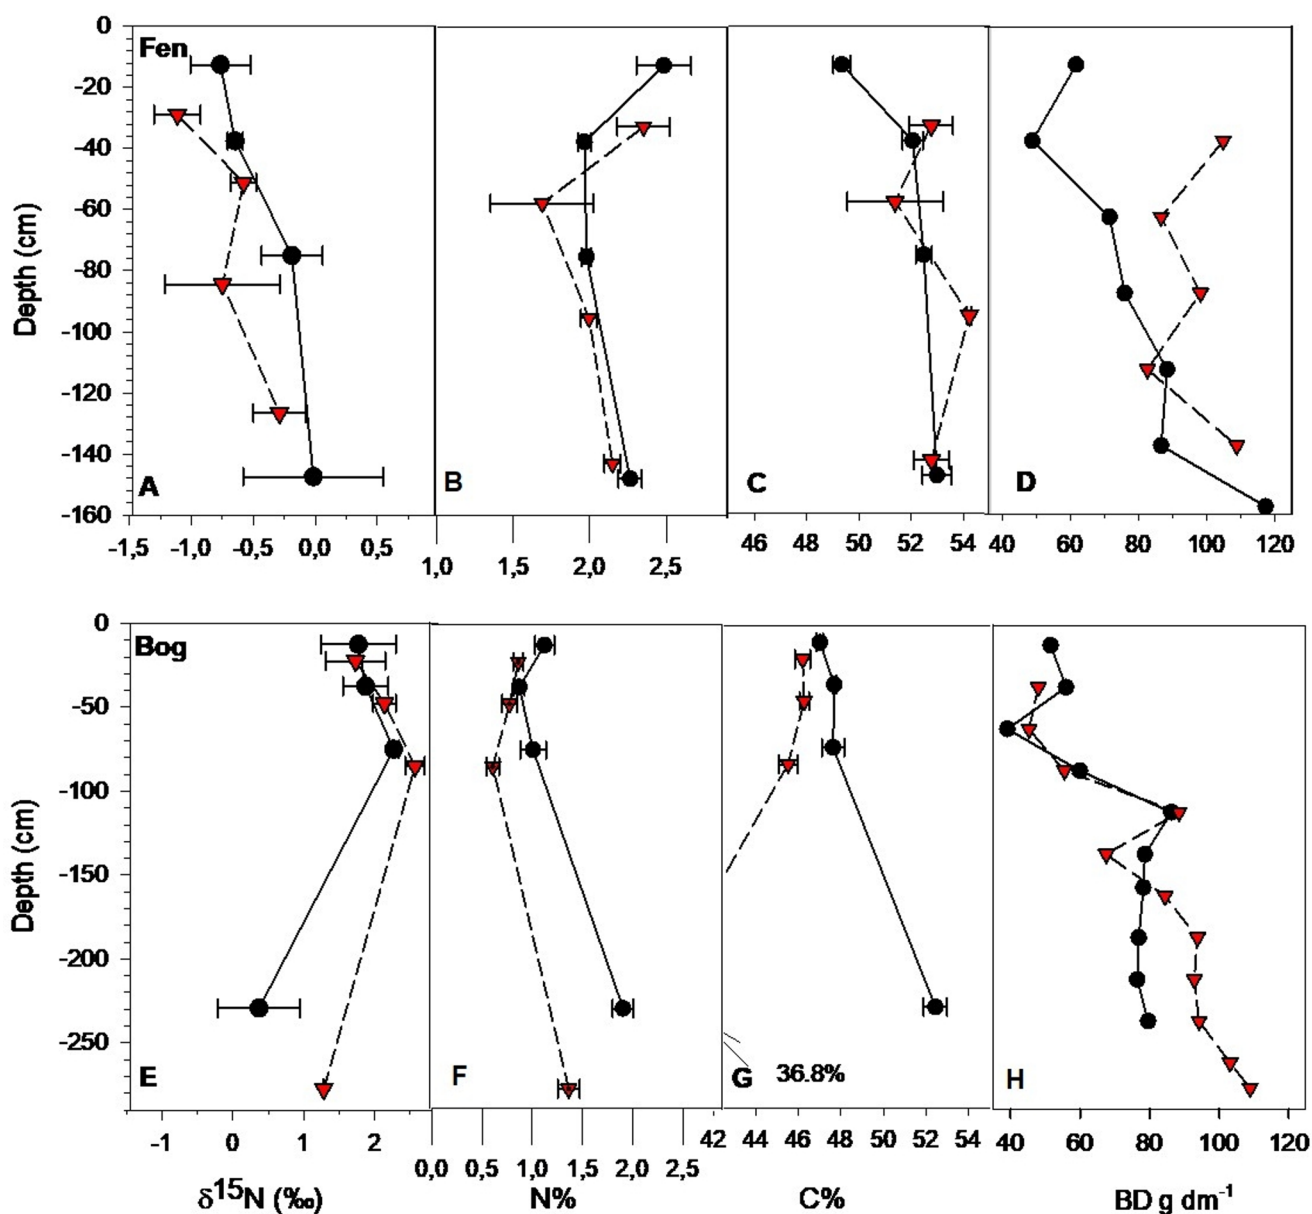 0
-20
-40
-60
-80
-100
-120
-140
-160
Depth (cm)
Fen
A
B
C
D
-1,5 -1,0 -0,5 0,0 0,5
1,0 1,5 2,0 2,5
46 48 50 52 54
40 60 80 100 120
0
-50
-100
-150
-200
-250
Depth (cm)
Bog
E
F
G 36.8%
H
-1 0 2
0,0 0,5 1,0 1,5 2,0 2,5
42 44 46 48 50 52 54
40 60 80 100 120
δ15N (‰) N% C% BD g dm-1